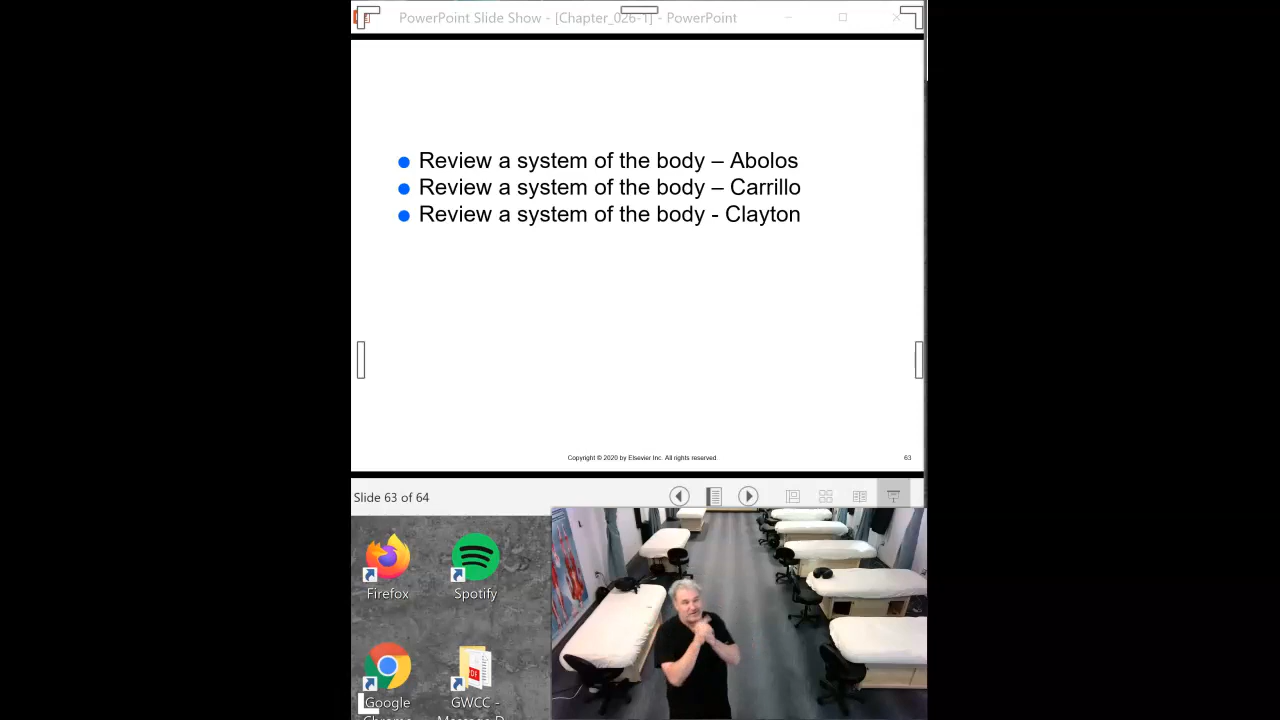 PowerPoint Slide Show - [Chapter_026-1] - PowerPoint
Review a system of the body – Abolos
Review a system of the body – Carrillo
Review a system of the body - Clayton
Copyright © 2020 by Elsevier Inc. All rights reserved.
63
Slide 63 of 64
Firefox
Spotify
Google
Chrome
GWCC -